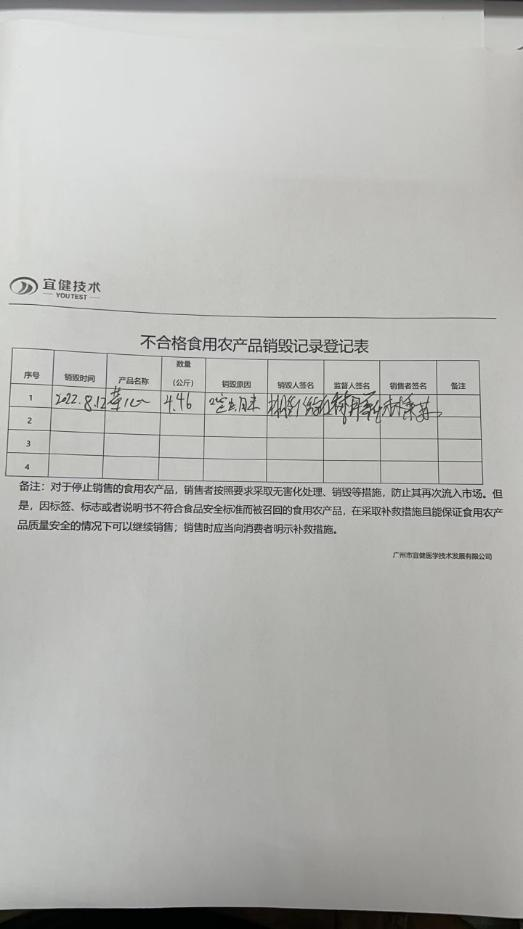 宜健技术
YOUTEST
不合格食用农产品销毁记录登记表
序号 销毁时间 产品名称 数量(公斤) 销毁原因 销毁人签名 监督人签名 销售者签名 备注
1 2022.8.12 菜心 4.46
2
3
4
备注：对于停止销售的食用农产品，销售者按照要求采取无害化处理、销毁等措施，防止其再次流入市场。但
是，因标签、标志或者说明书不符合食品安全标准而被召回的食用农产品，在采取补救措施且能保证食用农产
品质量安全的情况下可以继续销售；销售时应当向消费者明示补救措施。
广州市宜健医学技术发展有限公司